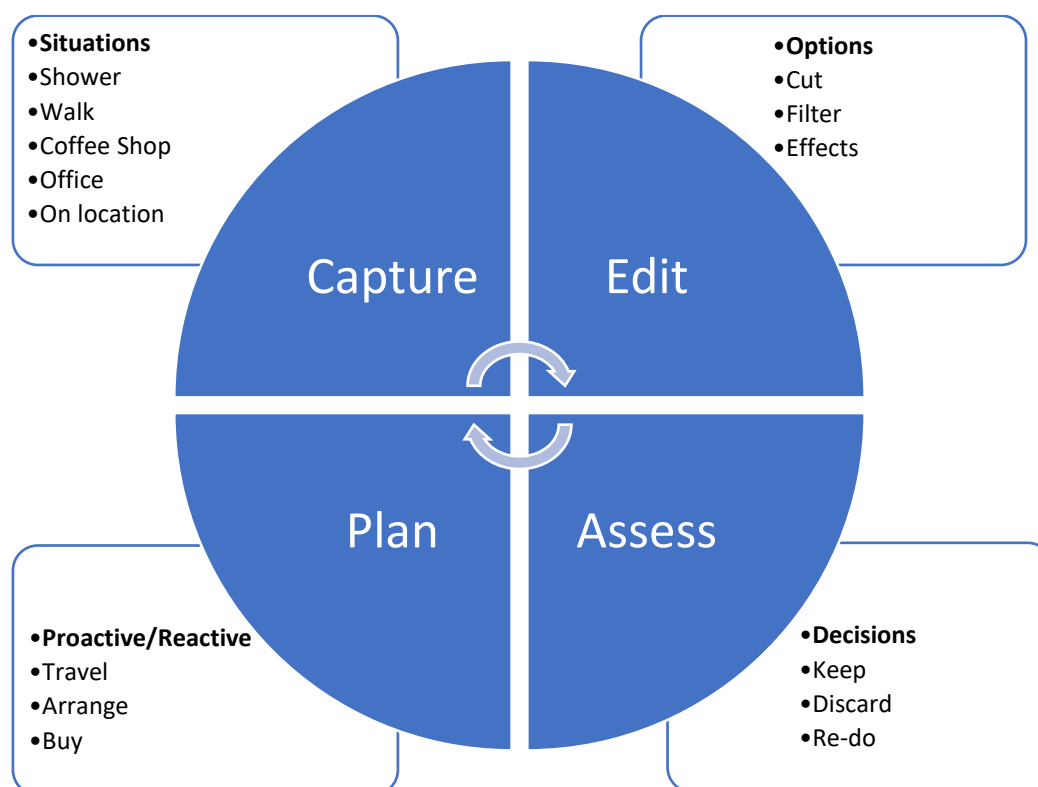 •Situations
•Shower
•Walk
•Coffee Shop
•Office
•On location
•Options
•Cut
•Filter
•Effects
Capture
Edit
Plan
Assess
•Proactive/Reactive
•Travel
•Arrange
•Buy
•Decisions
•Keep
•Discard
•Re-do